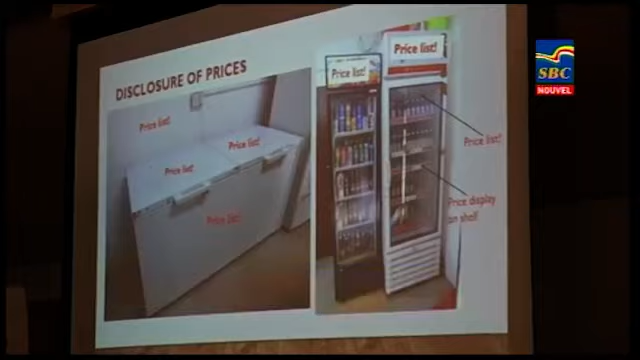 DISCLOSURE OF PRICES
Price list!
Price list!
Price list!
Price list!
Price list!
Price list!
Price list!
Price display
on shelf
SBC
NOUVEL